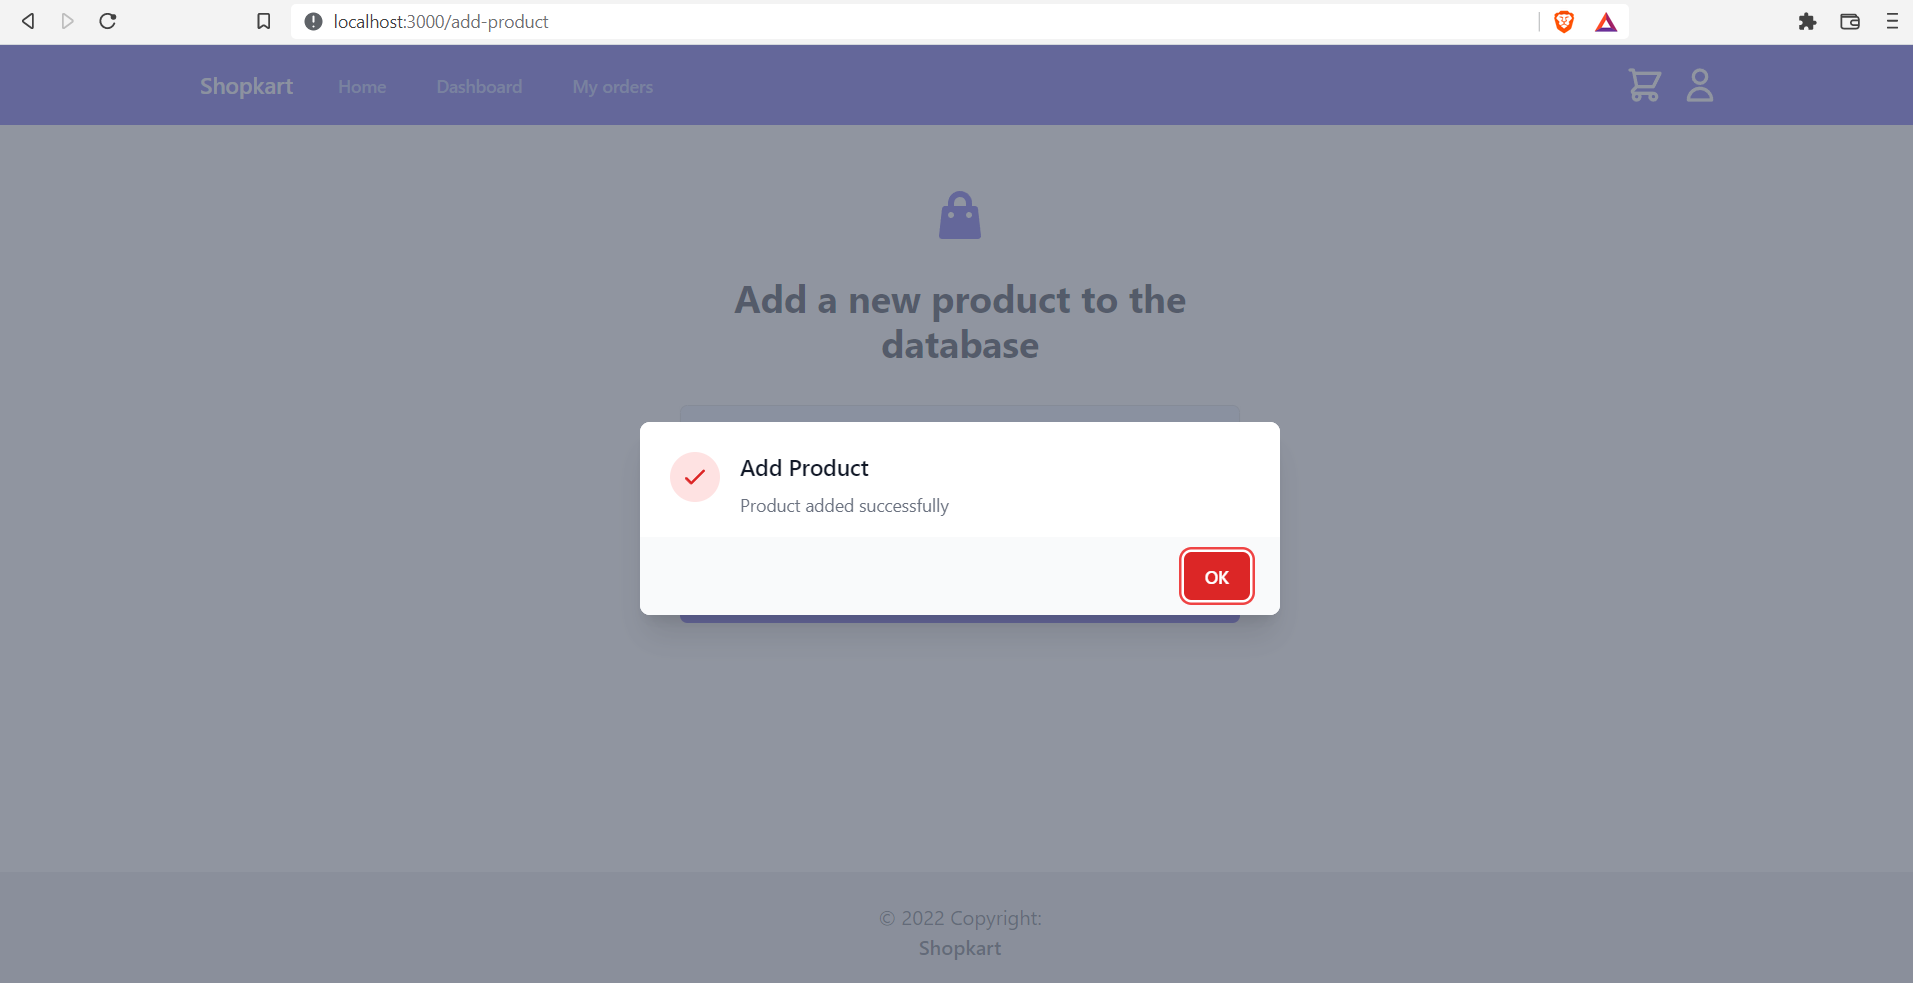 localhost:3000/add-product
Shopkart Home Dashboard My orders
Add a new product to the
database
Add Product
Product added successfully
OK
© 2022 Copyright:
Shopkart